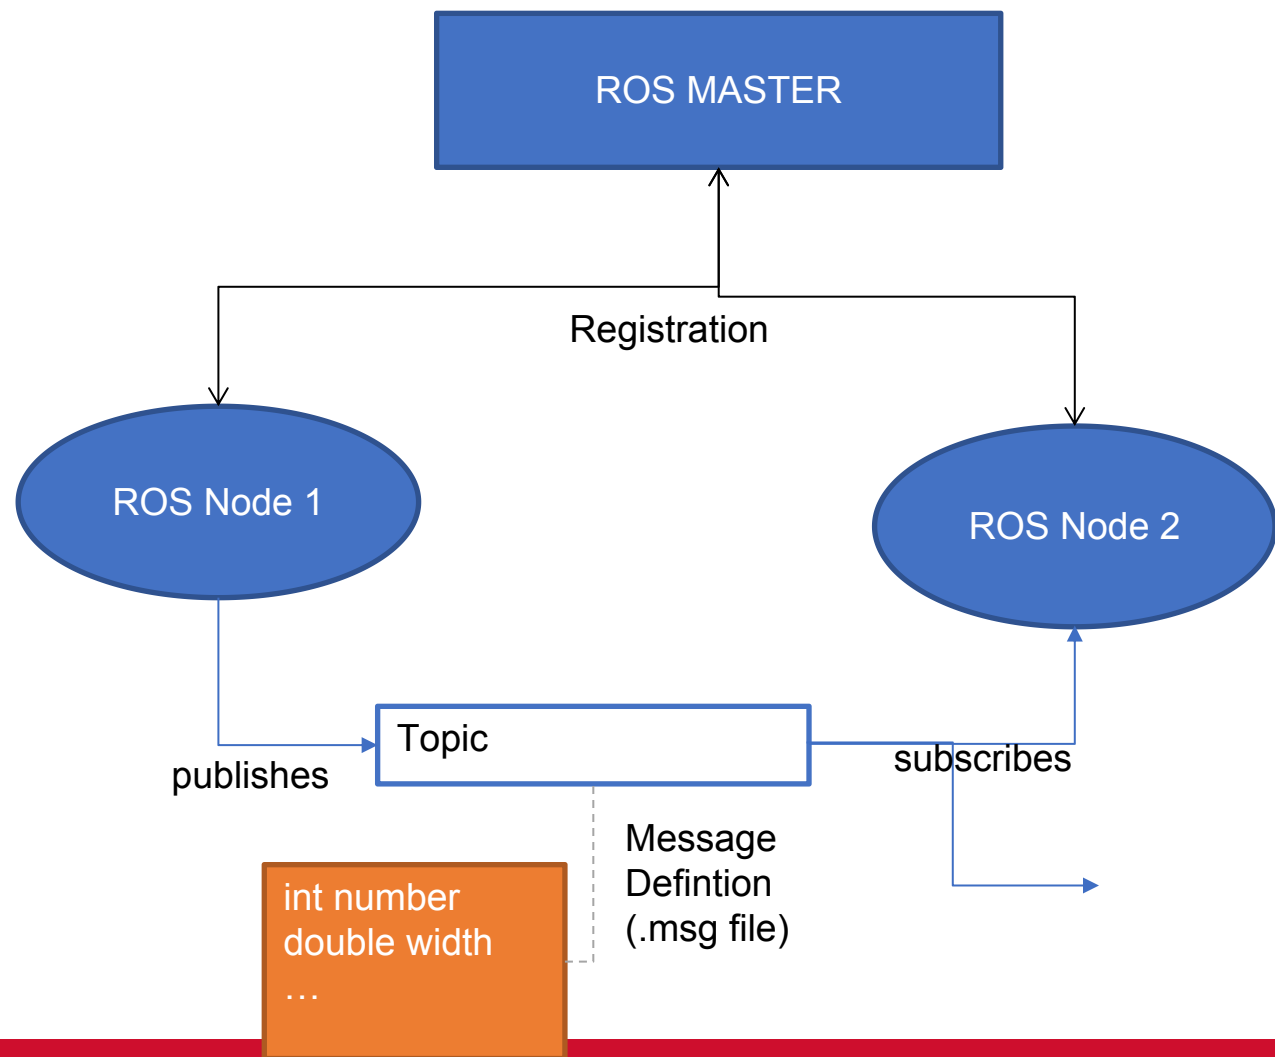 ROS MASTER
Registration
ROS Node 1
ROS Node 2
Topic
publishes
subscribes
Message
Defintion
(.msg file)
int number
double width
…